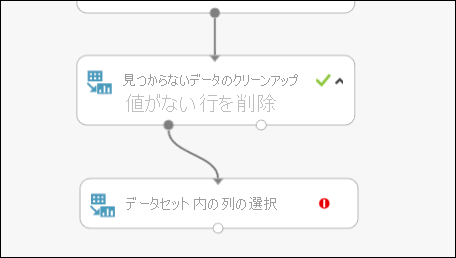 見つからないデータのクリーンアップ
値がない行を削除
データセット内の列の選択